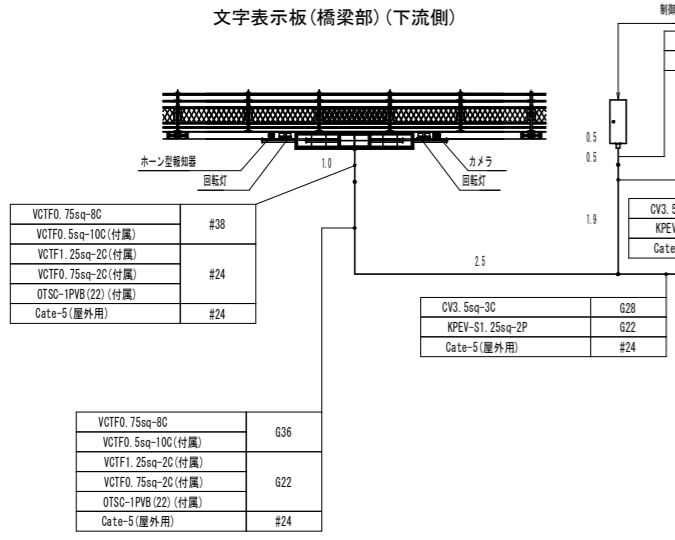 文字表示板(橋梁部)(下流側)
制御
0.5
0.5
ホーン型報知器
回転灯
1.0
カメラ
回転灯
VCTF0.75sq-8C
VCTF0.5sq-10C(付属)
#38
VCTF1.25sq-2C(付属)
VCTF0.75sq-2C(付属)
OTSC-1PVB(22)(付属)
#24
Cate-5(屋外用)
#24
1.9
2.5
CV3.5
KPEV
Cate
CV3.5sq-3C
G28
KPEV-S1.25sq-2P
G22
Cate-5(屋外用)
#24
VCTF0.75sq-8C
VCTF0.5sq-10C(付属)
G36
VCTF1.25sq-2C(付属)
VCTF0.75sq-2C(付属)
OTSC-1PVB(22)(付属)
G22
Cate-5(屋外用)
#24